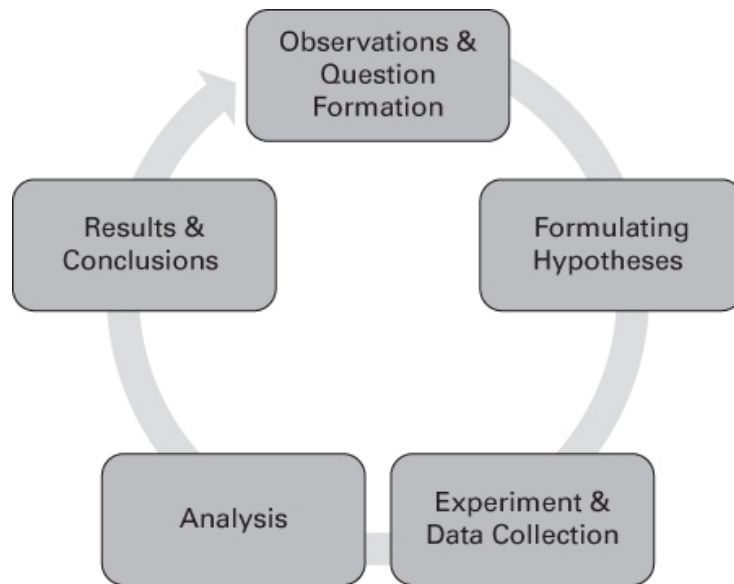 Observations &
Question
Formation
Formulating
Hypotheses
Experiment &
Data Collection
Analysis
Results &
Conclusions